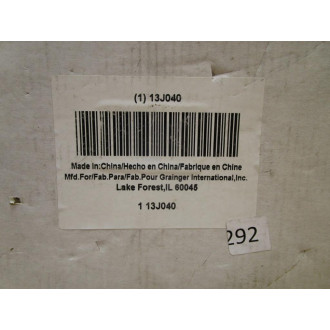 (1) 13J040
Made in:China/Hecho en China/Fabrique en Chine
Mfd.For/Fab.Para/Fab.Pour Grainger International,Inc.
Lake Forest,IL 60045
1 13J040
292